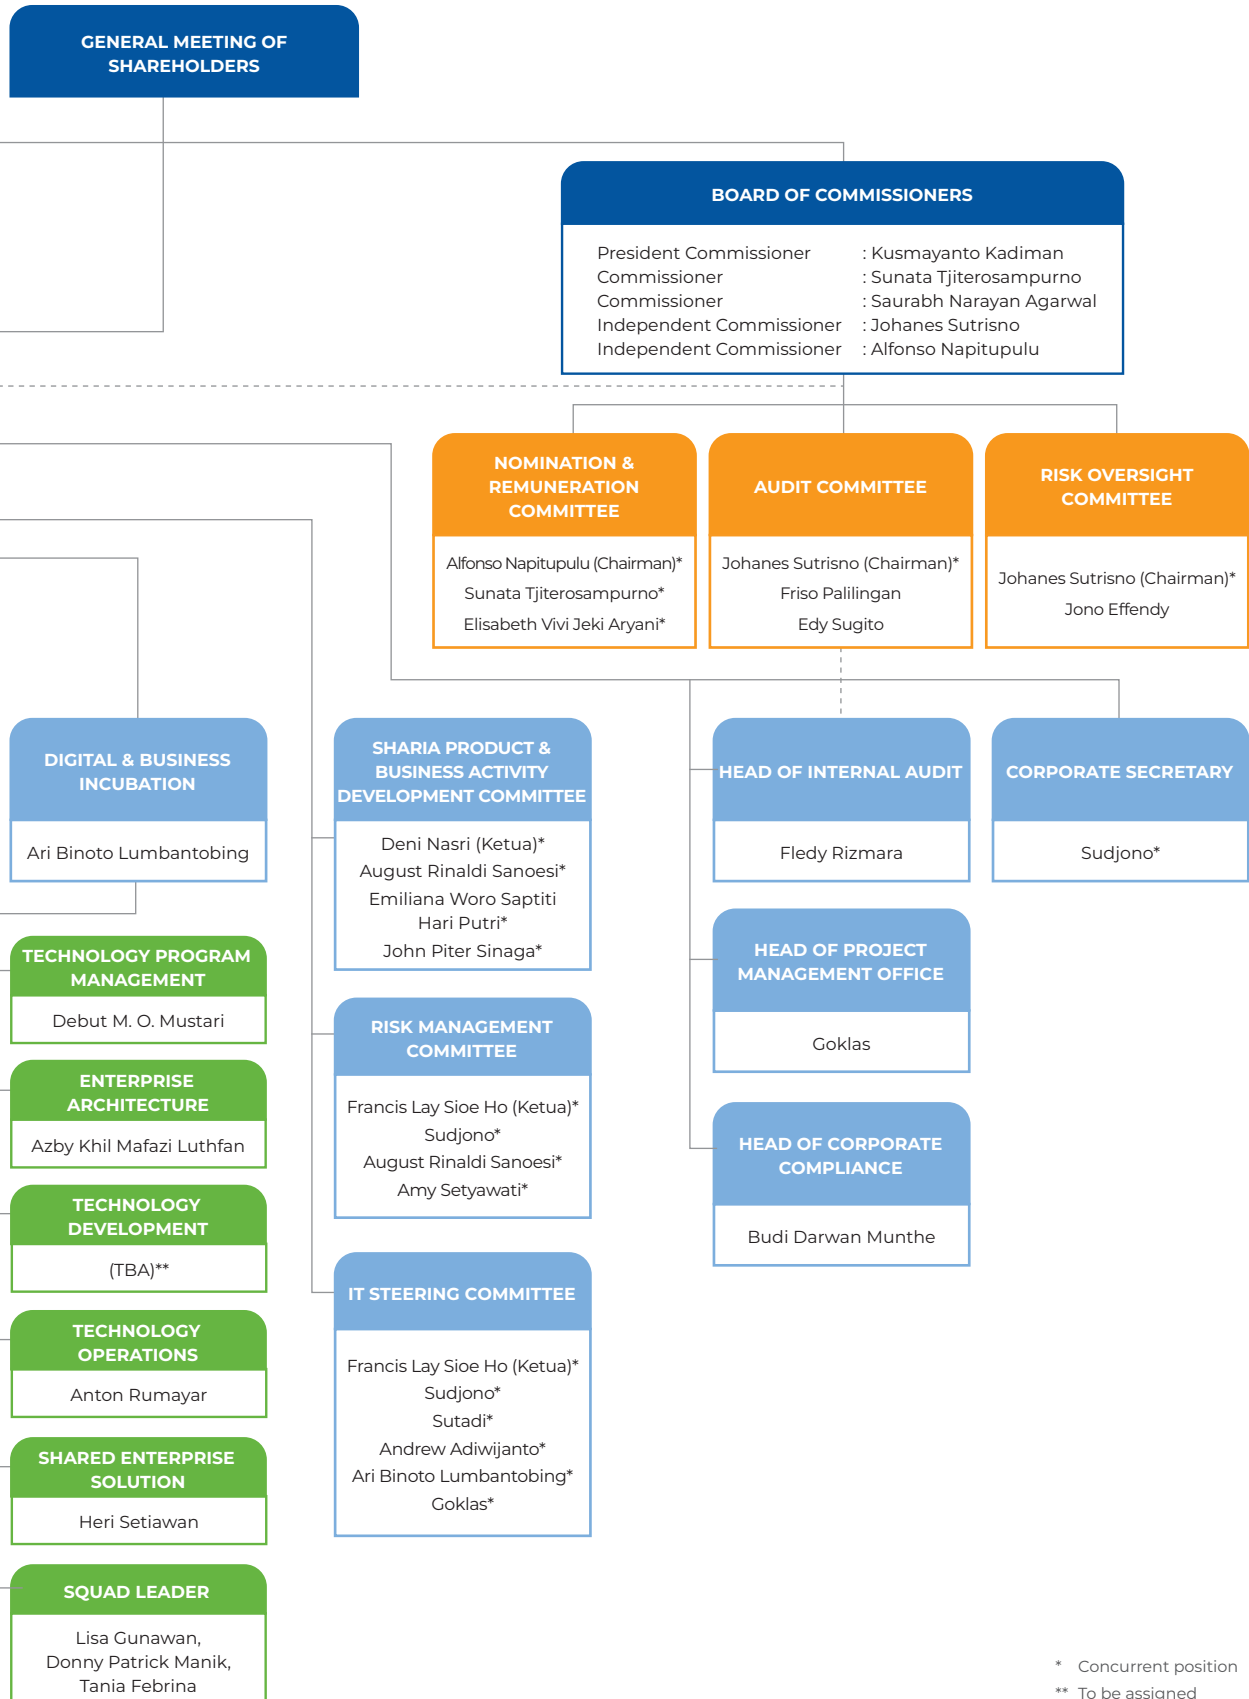 GENERAL MEETING OF
SHAREHOLDERS
BOARD OF COMMISSIONERS
President Commissioner : Kusmayanto Kadiman
Commissioner : Sunata Tjiterosampurno
Commissioner : Saurabh Narayan Agarwal
Independent Commissioner : Johanes Sutrisno
Independent Commissioner : Alfonso Napitupulu
NOMINATION &
REMUNERATION
COMMITTEE
Alfonso Napitupulu (Chairman)*
Sunata Tjiterosampurno*
Elisabeth Vivi Jeki Aryani*
AUDIT COMMITTEE
Johanes Sutrisno (Chairman)*
Friso Palilingan
Edy Sugito
RISK OVERSIGHT
COMMITTEE
Johanes Sutrisno (Chairman)*
Jono Effendy
DIGITAL & BUSINESS
INCUBATION
Ari Binoto Lumbantobing
TECHNOLOGY PROGRAM
MANAGEMENT
Debut M. O. Mustari
ENTERPRISE
ARCHITECTURE
Azby Khil Mafazi Luthfan
TECHNOLOGY
DEVELOPMENT
(TBA)**
TECHNOLOGY
OPERATIONS
Anton Rumayar
SHARED ENTERPRISE
SOLUTION
Heri Setiawan
SQUAD LEADER
Lisa Gunawan,
Donny Patrick Manik,
Tania Febrina
SHARIA PRODUCT &
BUSINESS ACTIVITY
DEVELOPMENT COMMITTEE
Deni Nasri (Ketua)*
August Rinaldi Sanoesi*
Emiliana Woro Saptiti
Hari Putri*
John Piter Sinaga*
RISK MANAGEMENT
COMMITTEE
Francis Lay Sioe Ho (Ketua)*
Sudjono*
August Rinaldi Sanoesi*
Amy Setyawati*
IT STEERING COMMITTEE
Francis Lay Sioe Ho (Ketua)*
Sudjono*
Sutadi*
Andrew Adiwijanto*
Ari Binoto Lumbantobing*
Goklas*
HEAD OF INTERNAL AUDIT
Fledy Rizmara
HEAD OF PROJECT
MANAGEMENT OFFICE
Goklas
HEAD OF CORPORATE
COMPLIANCE
Budi Darwan Munthe
CORPORATE SECRETARY
Sudjono*
* Concurrent position
** To be assigned